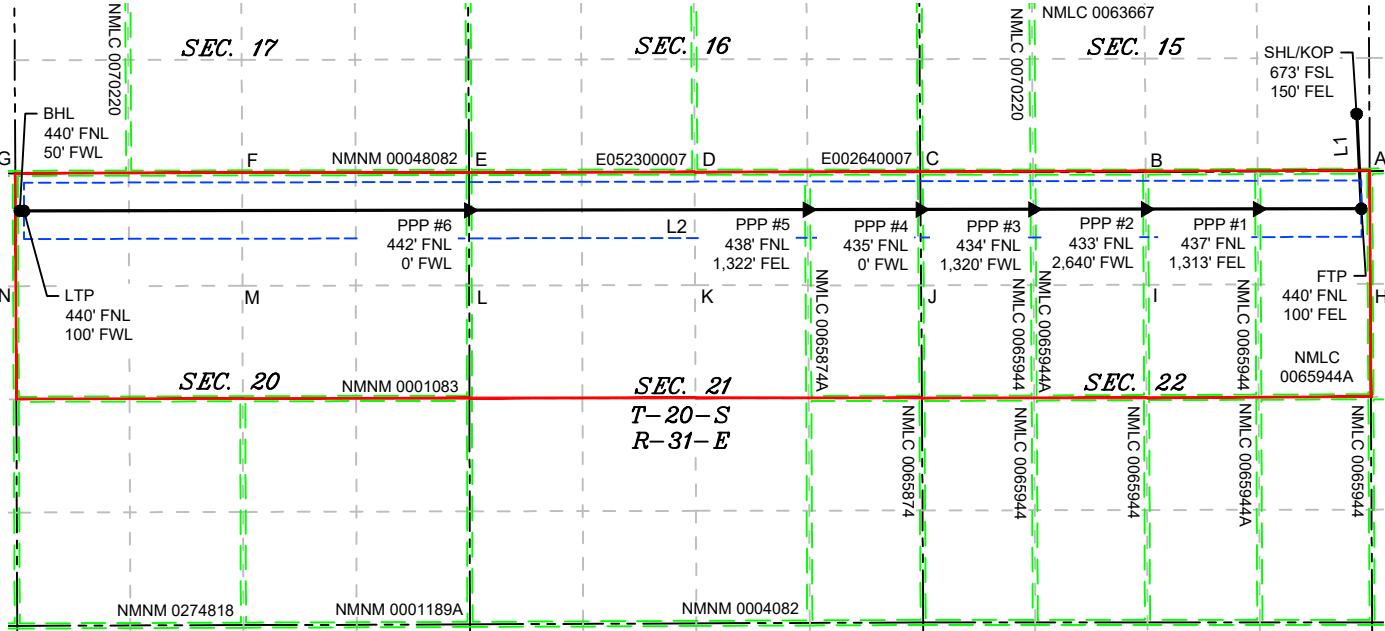 NMLC 0070220
SEC. 17
SEC. 16
NMLC 0070220
NMLC 0063667
SEC. 15
SHL/KOP
673' FSL
150' FEL
BHL
440' FNL
50' FWL
L1
G
F
NMNM 00048082
E
E052300007
D
E002640007
C
B
A
PPP #6
442' FNL
0' FWL
L2
PPP #5
438' FNL
1,322' FEL
PPP #4
435' FNL
0' FWL
PPP #3
434' FNL
1,320' FWL
PPP #2
433' FNL
2,640' FWL
PPP #1
437' FNL
1,313' FEL
FTP
440' FNL
100' FEL
N
LTP
440' FNL
100' FWL
M
L
K
J
I
H
NMLC 0065874A
NMLC 0065944
NMLC 0065944A
NMLC 0065944
NMLC
0065944A
SEC. 20
NMNM 0001083
SEC. 21
T-20-S
R-31-E
SEC. 22
NMLC 0065874
NMLC 0065944
NMLC 0065944
NMLC 0065944A
NMLC 0065944
NMNM 0274818
NMNM 0001189A
NMNM 0004082